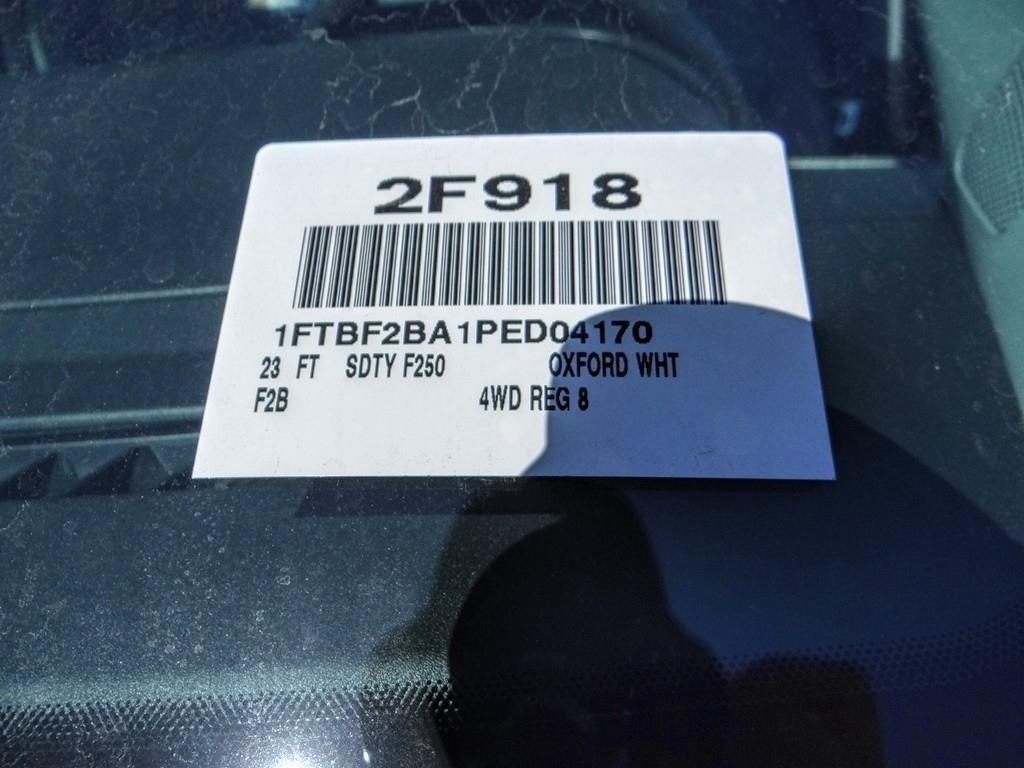 2F918
1FTBF2BA1PED04170
23 FT SDTY F250 OXFORD WHT
F2B 4WD REG 8